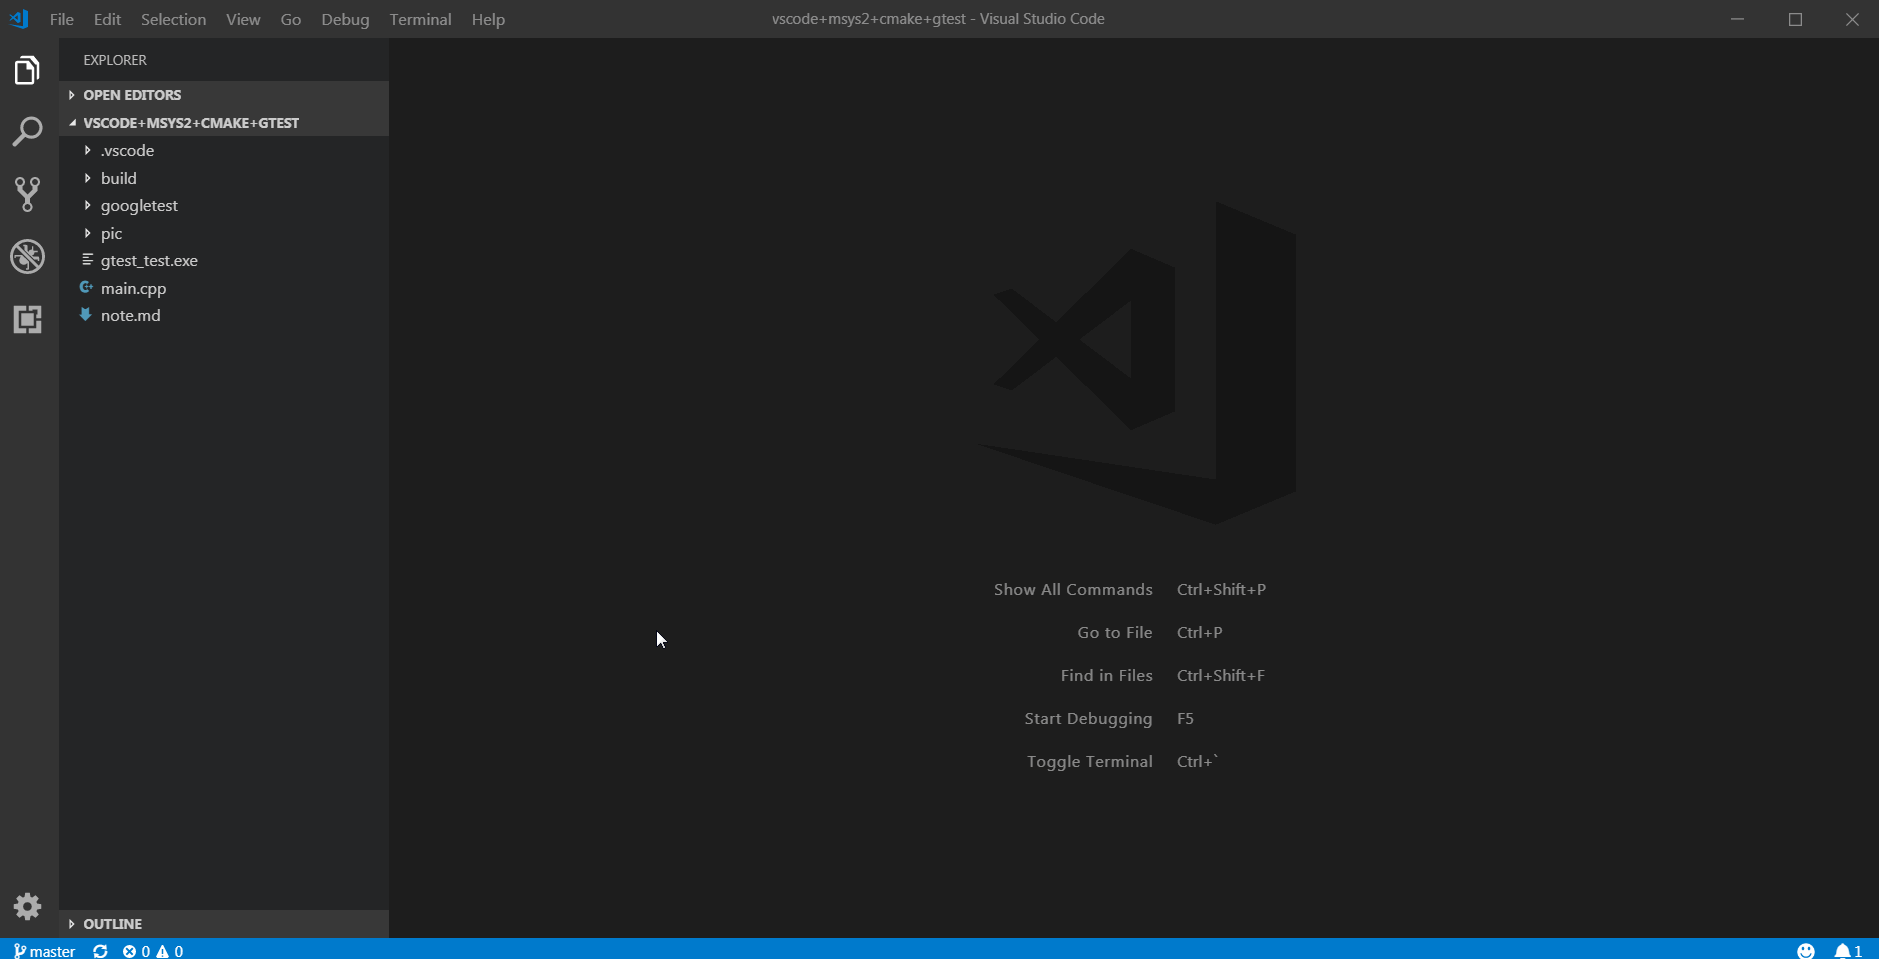 File Edit Selection View Go Debug Terminal Help
vscode+msys2+cmake+gtest - Visual Studio Code
EXPLORER
OPEN EDITORS
VSCODE+MSYS2+CMAKE+GTEST
.vscode
build
googletest
pic
gtest_test.exe
main.cpp
note.md
Show All Commands Ctrl+Shift+P
Go to File Ctrl+P
Find in Files Ctrl+Shift+F
Start Debugging F5
Toggle Terminal Ctrl+`
OUTLINE
master 0 0 1